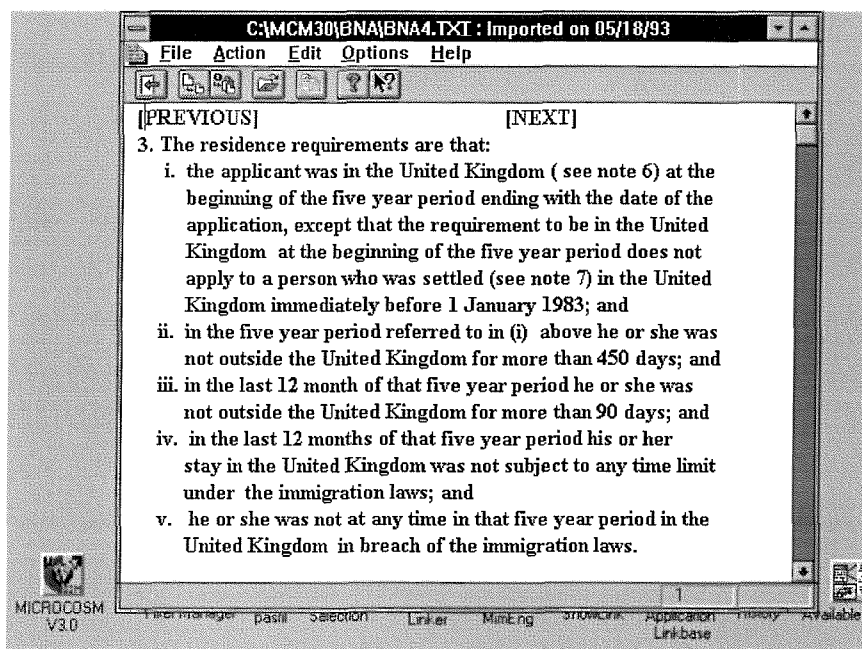 C:\MCM30\BNA\BNA4.TXT : Imported on 05/18/93
File Action Edit Options Help
[PREVIOUS] [NEXT]
3. The residence requirements are that:
i. the applicant was in the United Kingdom ( see note 6) at the
beginning of the five year period ending with the date of the
application, except that the requirement to be in the United
Kingdom at the beginning of the five year period does not
apply to a person who was settled (see note 7) in the United
Kingdom immediately before 1 January 1983; and
ii. in the five year period referred to in (i) above he or she was
not outside the United Kingdom for more than 450 days; and
iii. in the last 12 month of that five year period he or she was
not outside the United Kingdom for more than 90 days; and
iv. in the last 12 months of that five year period his or her
stay in the United Kingdom was not subject to any time limit
under the immigration laws; and
v. he or she was not at any time in that five year period in the
United Kingdom in breach of the immigration laws.
1
MICROCOSM
V3.0
Filter Manager Selection Linker Application History Available
Linkbase